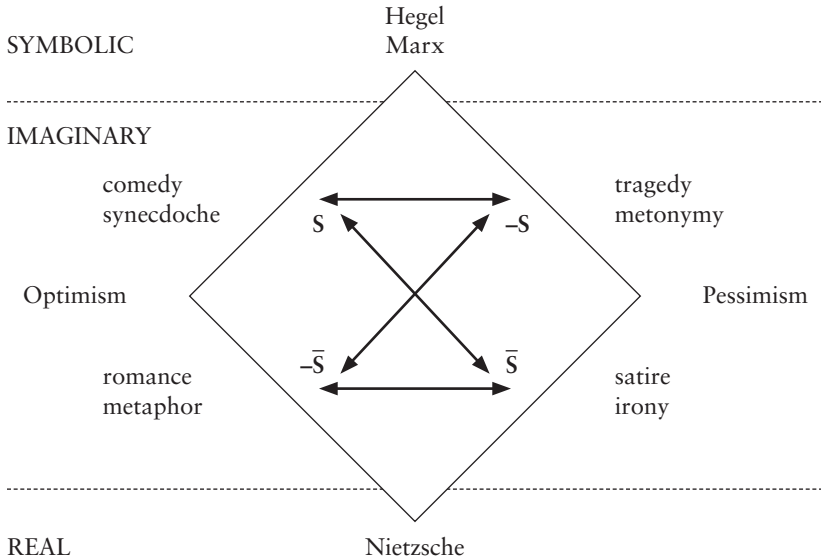 Hegel
SYMBOLIC Marx
IMAGINARY
comedy tragedy
synecdoche metonymy
S –S
Optimism Pessimism
–S̅ S̅
romance satire
metaphor irony
REAL Nietzsche